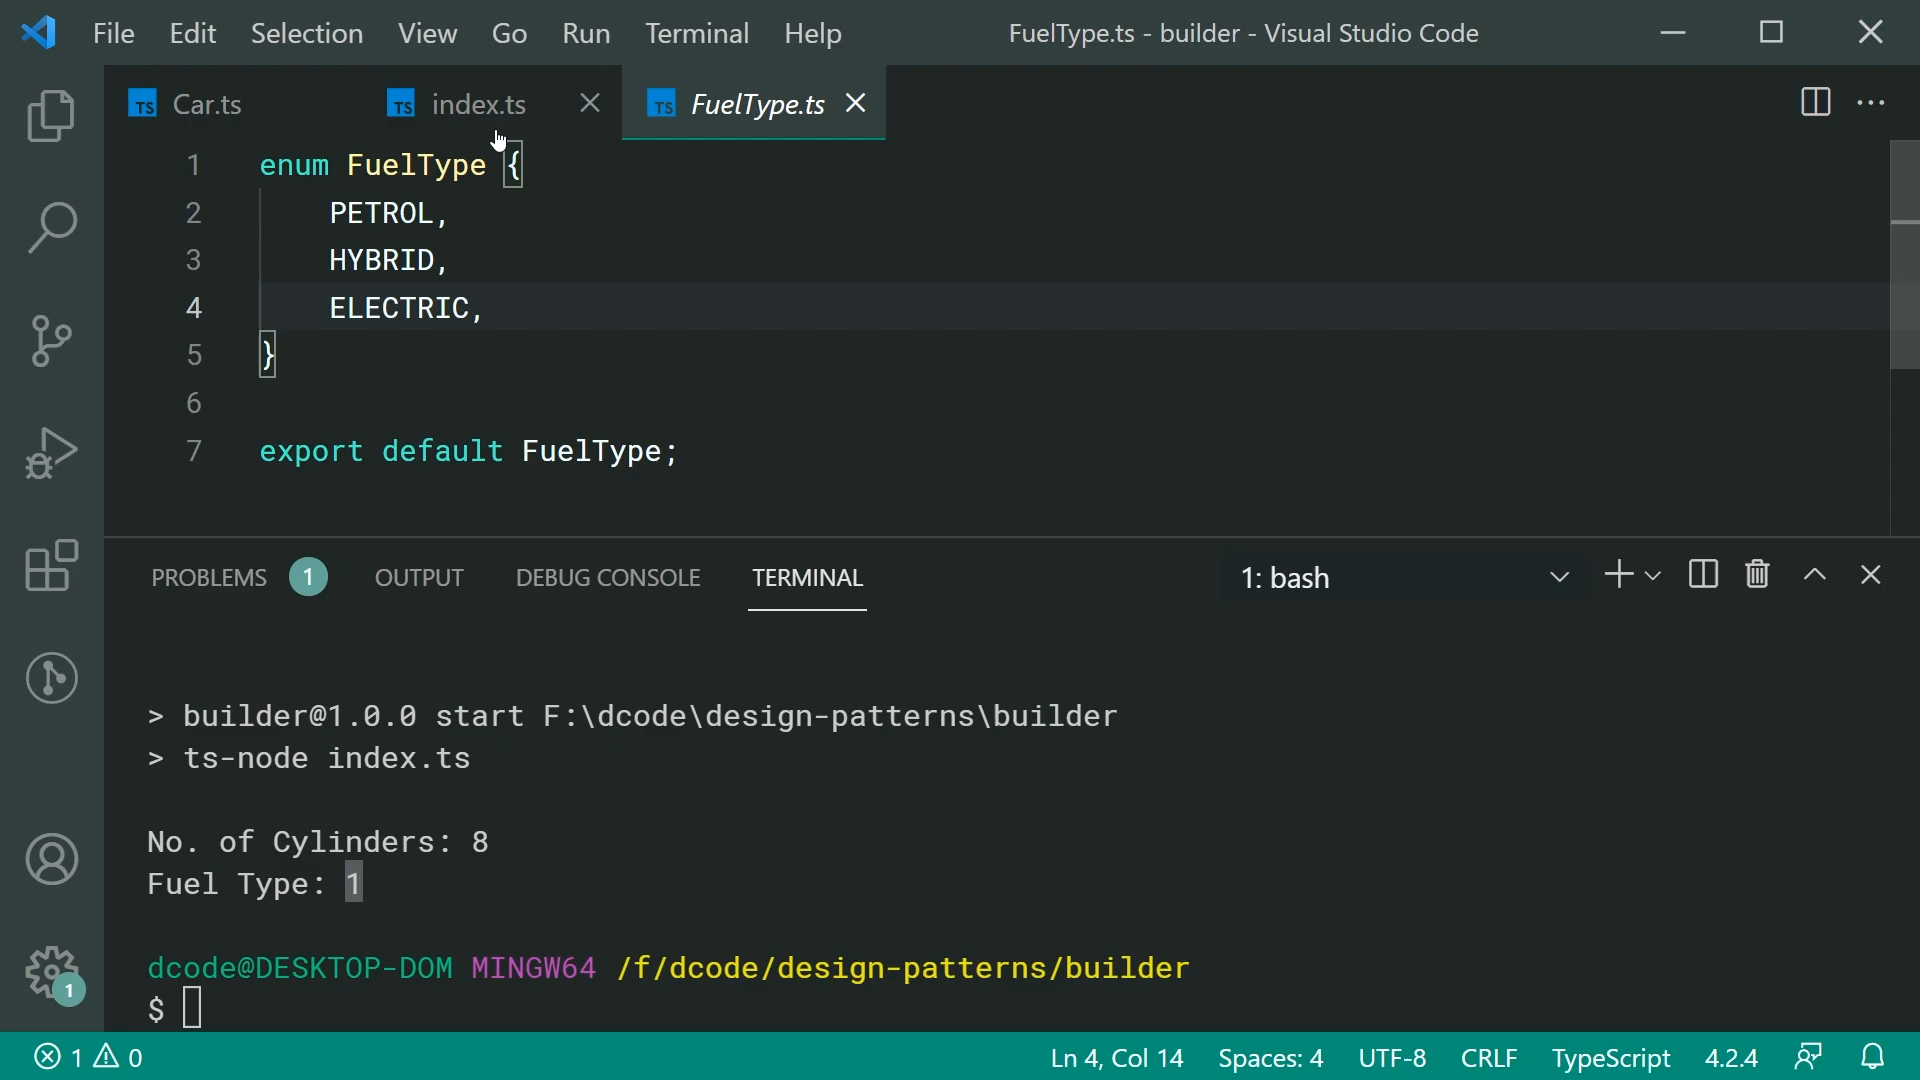 File Edit Selection View Go Run Terminal Help FuelType.ts - builder - Visual Studio Code
TS Car.ts TS index.ts TS FuelType.ts
1 enum FuelType {
2 PETROL,
3 HYBRID,
4 ELECTRIC,
5 }
6
7 export default FuelType;
PROBLEMS 1 OUTPUT DEBUG CONSOLE TERMINAL 1: bash
> builder@1.0.0 start F:\dcode\design-patterns\builder
> ts-node index.ts
No. of Cylinders: 8
Fuel Type: 1
dcode@DESKTOP-DOM MINGW64 /f/dcode/design-patterns/builder
$
1
1 0 Ln 4, Col 14 Spaces: 4 UTF-8 CRLF TypeScript 4.2.4